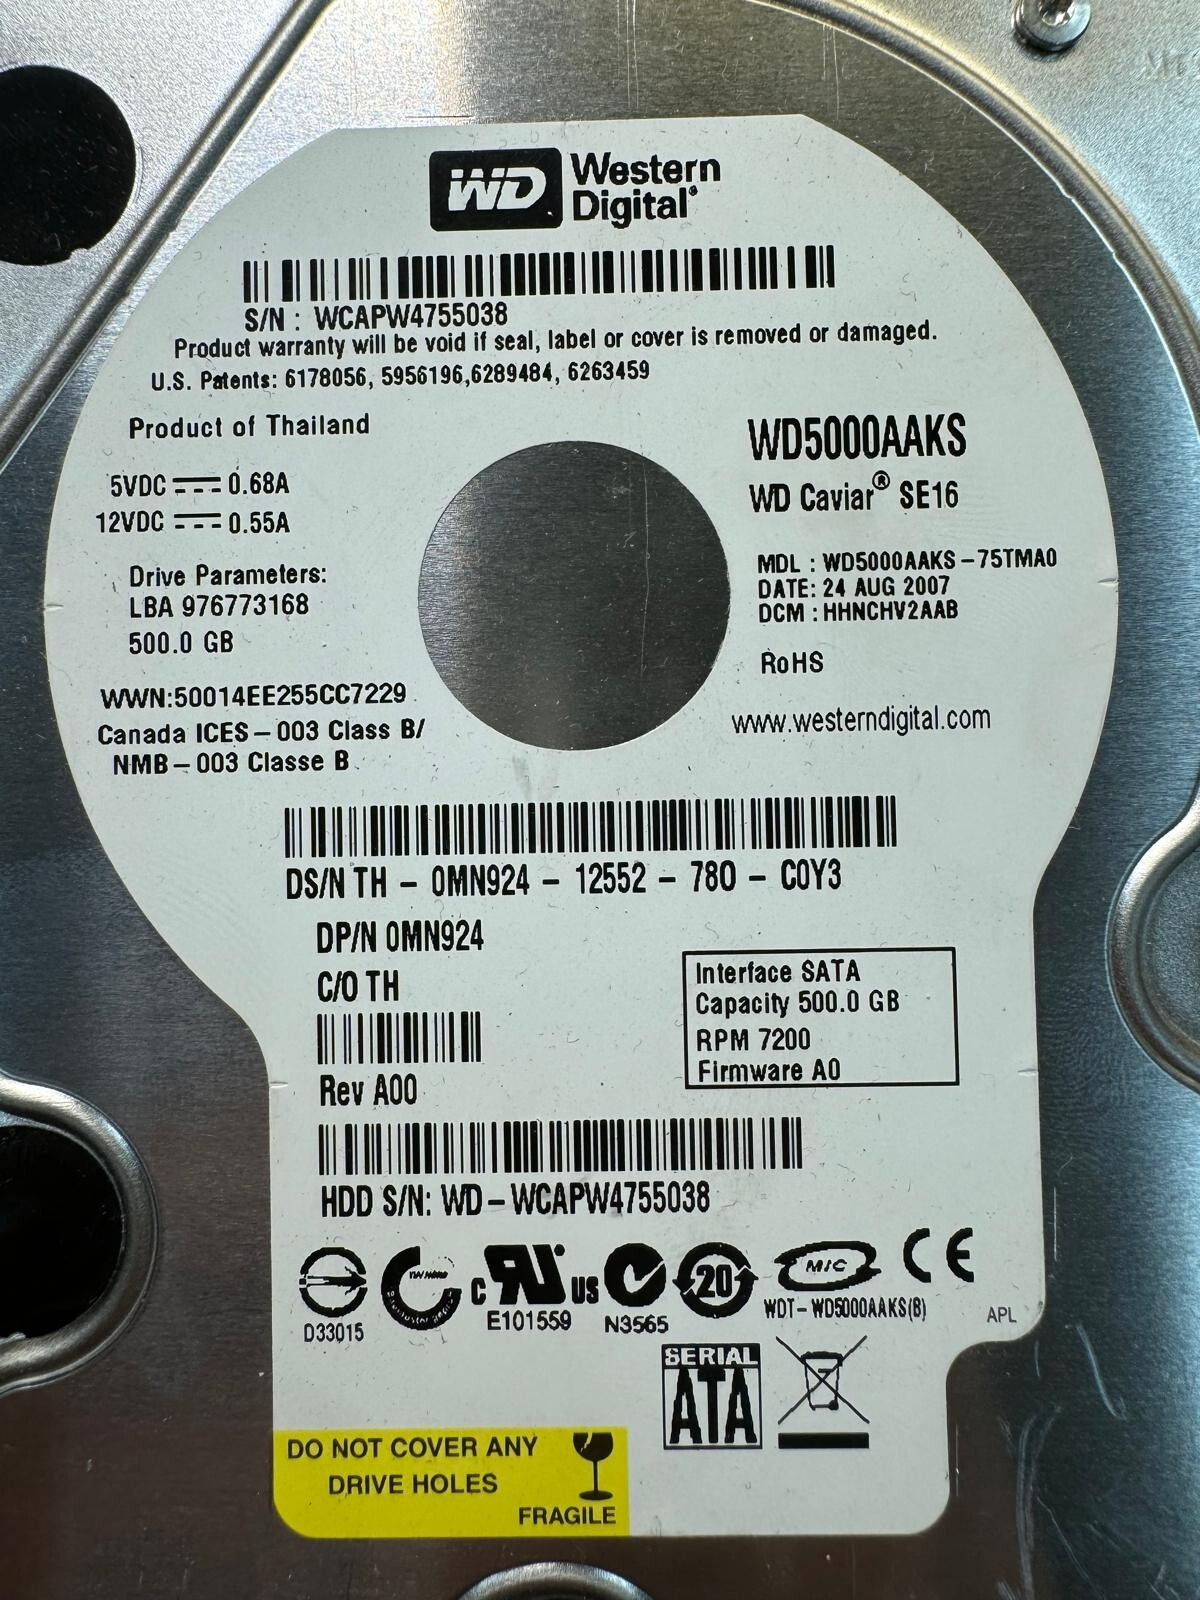 WD Western
Digital®
S/N : WCAPW4755038
Product warranty will be void if seal, label or cover is removed or damaged.
U.S. Patents: 6178056, 5956196,6289484, 6263459
Product of Thailand
5VDC 0.68A
12VDC 0.55A
Drive Parameters:
LBA 976773168
500.0 GB
WWN:50014EE255CC7229
Canada ICES-003 Class B/
NMB-003 Classe B
WD5000AAKS
WD Caviar® SE16
MDL : WD5000AAKS-75TMA0
DATE: 24 AUG 2007
DCM : HHNCHV2AAB
RoHS
www.westerndigital.com
DS/N TH - 0MN924 - 12552 - 780 - C0Y3
DP/N 0MN924
C/O TH
Rev A00
Interface SATA
Capacity 500.0 GB
RPM 7200
Firmware A0
HDD S/N: WD-WCAPW4755038
D33015
c RU us
E101559
N3565
20
MIC
WDT-WD5000AAKS(B)
CE
APL
SERIAL
ATA
DO NOT COVER ANY
DRIVE HOLES
FRAGILE